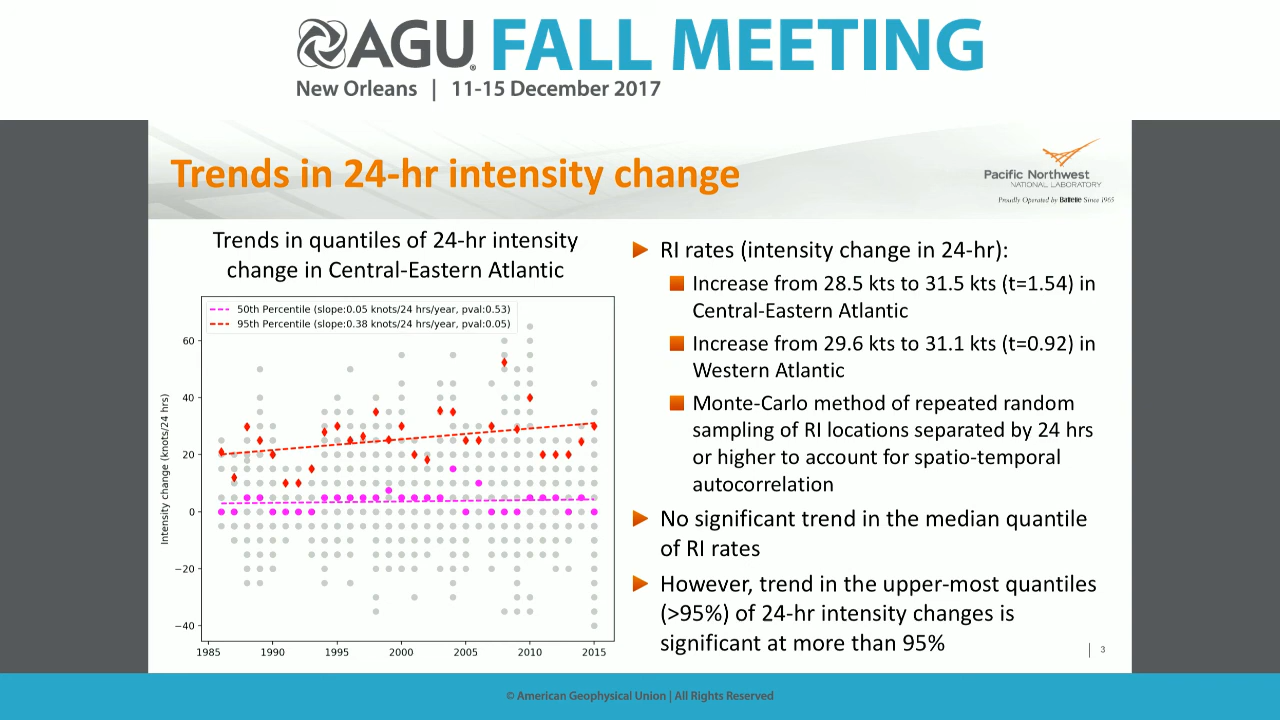 AGU FALL MEETING
New Orleans | 11-15 December 2017
Trends in 24-hr intensity change
Pacific Northwest
NATIONAL LABORATORY
Proudly Operated by Battelle Since 1965
Trends in quantiles of 24-hr intensity
change in Central-Eastern Atlantic
50th Percentile (slope:0.05 knots/24 hrs/year, pval:0.53)
95th Percentile (slope:0.38 knots/24 hrs/year, pval:0.05)
Intensity change (knots/24 hrs)
60
40
20
0
−20
−40
1985 1990 1995 2000 2005 2010 2015
RI rates (intensity change in 24-hr):
Increase from 28.5 kts to 31.5 kts (t=1.54) in
Central-Eastern Atlantic
Increase from 29.6 kts to 31.1 kts (t=0.92) in
Western Atlantic
Monte-Carlo method of repeated random
sampling of RI locations separated by 24 hrs
or higher to account for spatio-temporal
autocorrelation
No significant trend in the median quantile
of RI rates
However, trend in the upper-most quantiles
(>95%) of 24-hr intensity changes is
significant at more than 95%
3
© American Geophysical Union | All Rights Reserved